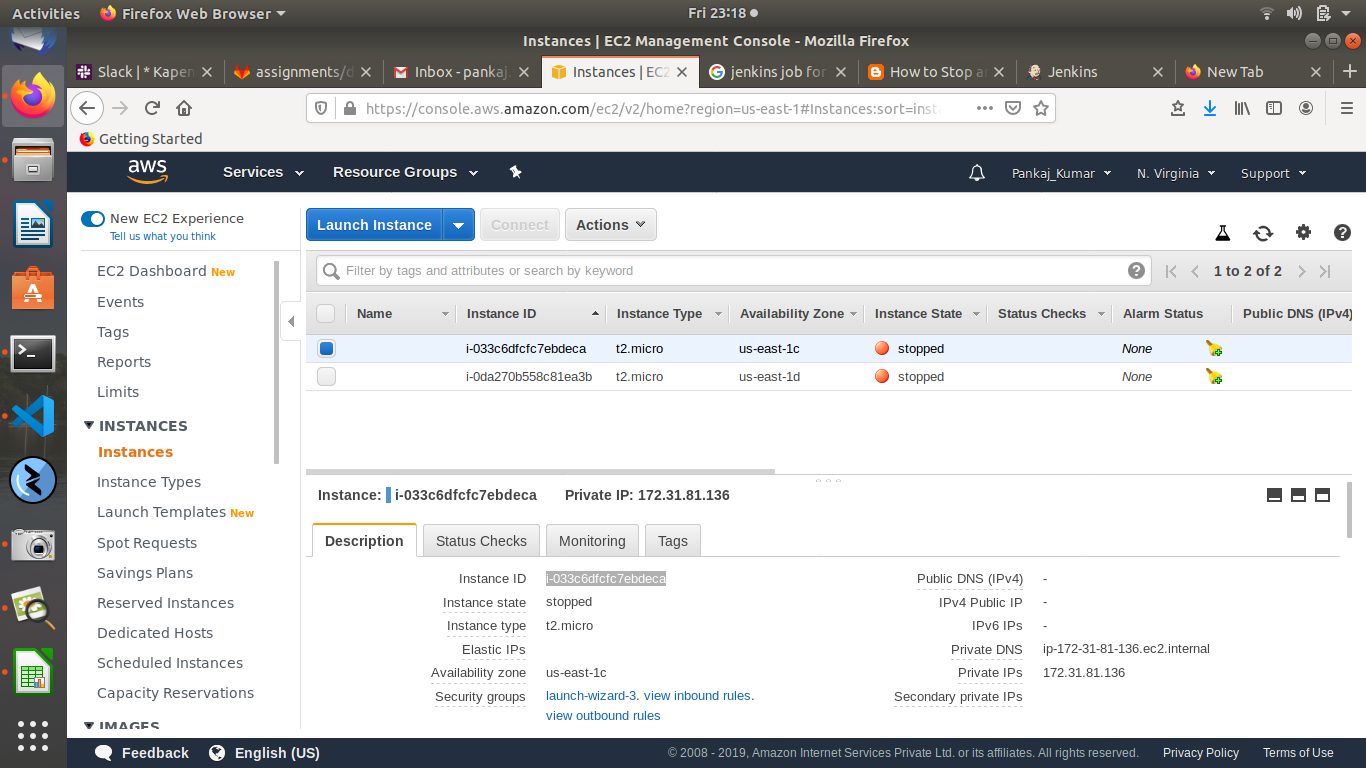 Activities Firefox Web Browser Fri 23:18
Instances | EC2 Management Console - Mozilla Firefox
Slack | * Kapen assignments/d Inbox - pankaj. Instances | EC2 jenkins job for How to Stop a Jenkins New Tab
https://console.aws.amazon.com/ec2/v2/home?region=us-east-1#Instances:sort=inst
Getting Started
aws Services Resource Groups Pankaj_Kumar N. Virginia Support
New EC2 Experience
Tell us what you think
Launch Instance Connect Actions
EC2 Dashboard New
Events
Tags
Reports
Limits
INSTANCES
Instances
Instance Types
Launch Templates New
Spot Requests
Savings Plans
Reserved Instances
Dedicated Hosts
Scheduled Instances
Capacity Reservations
IMAGES
Filter by tags and attributes or search by keyword 1 to 2 of 2
Name Instance ID Instance Type Availability Zone Instance State Status Checks Alarm Status Public DNS (IPv4)
i-033c6dfcfc7ebdeca t2.micro us-east-1c stopped None
i-0da270b558c81ea3b t2.micro us-east-1d stopped None
Instance: i-033c6dfcfc7ebdeca Private IP: 172.31.81.136
Description Status Checks Monitoring Tags
Instance ID i-033c6dfcfc7ebdeca Public DNS (IPv4) -
Instance state stopped IPv4 Public IP -
Instance type t2.micro IPv6 IPs -
Elastic IPs Private DNS ip-172-31-81-136.ec2.internal
Availability zone us-east-1c Private IPs 172.31.81.136
Security groups launch-wizard-3. view inbound rules. Secondary private IPs
view outbound rules
Feedback English (US) © 2008 - 2019, Amazon Internet Services Private Ltd. or its affiliates. All rights reserved. Privacy Policy Terms of Use